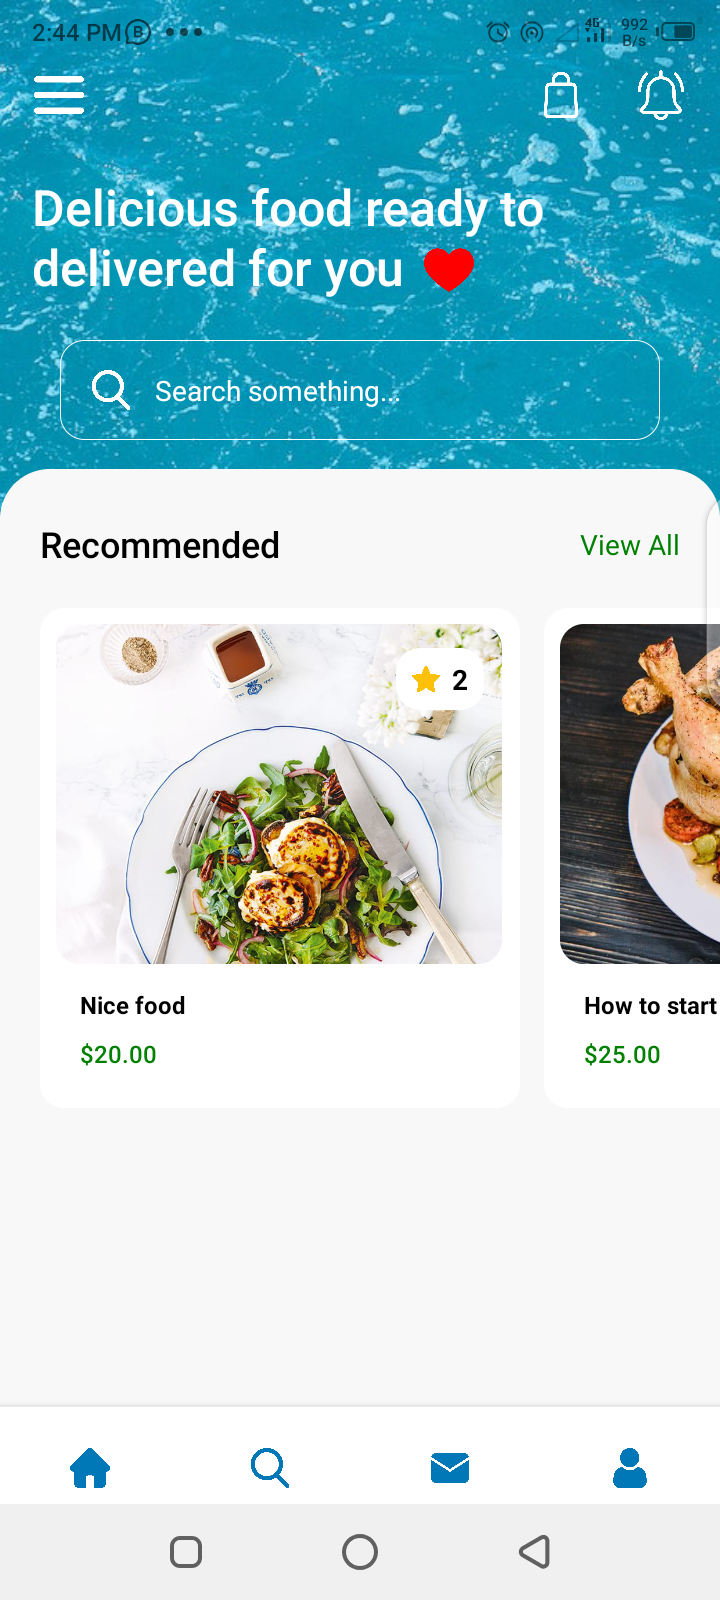 2:44 PM
4G
992
B/s
Delicious food ready to
delivered for you
Search something...
Recommended
View All
2
Nice food
$20.00
How to start
$25.00